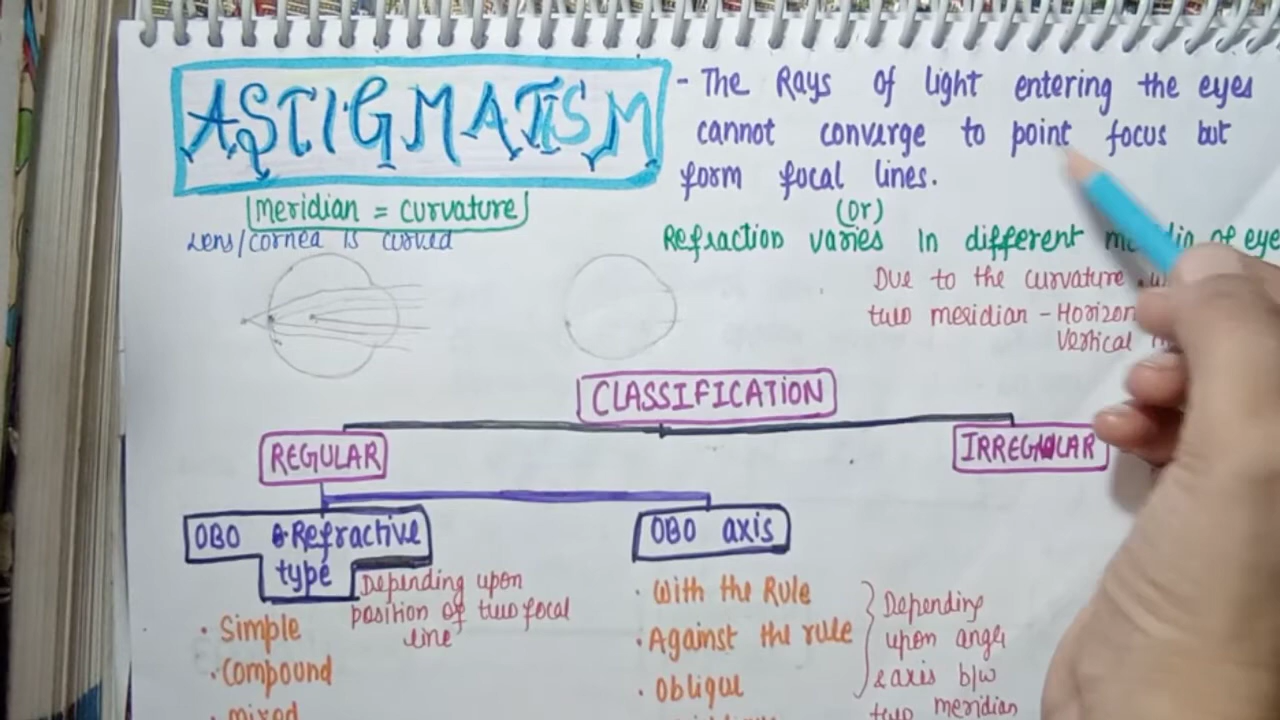 ASTIGMATISM
- The Rays of light entering the eyes
cannot converge to point focus but
form focal lines.
(Or)
Refraction varies in different of eye
Meridian = curvature
Lens/cornea is curved
Due to the curvature
two meridian - Horizon
Vertical
CLASSIFICATION
REGULAR
IRREGULAR
OBO Refractive
type
Depending upon
position of two focal
line
• Simple
• Compound
• mixed
OBO axis
• With the Rule
• Against the rule
• Oblique
Depending
upon angle
& axis b/w
two meridian